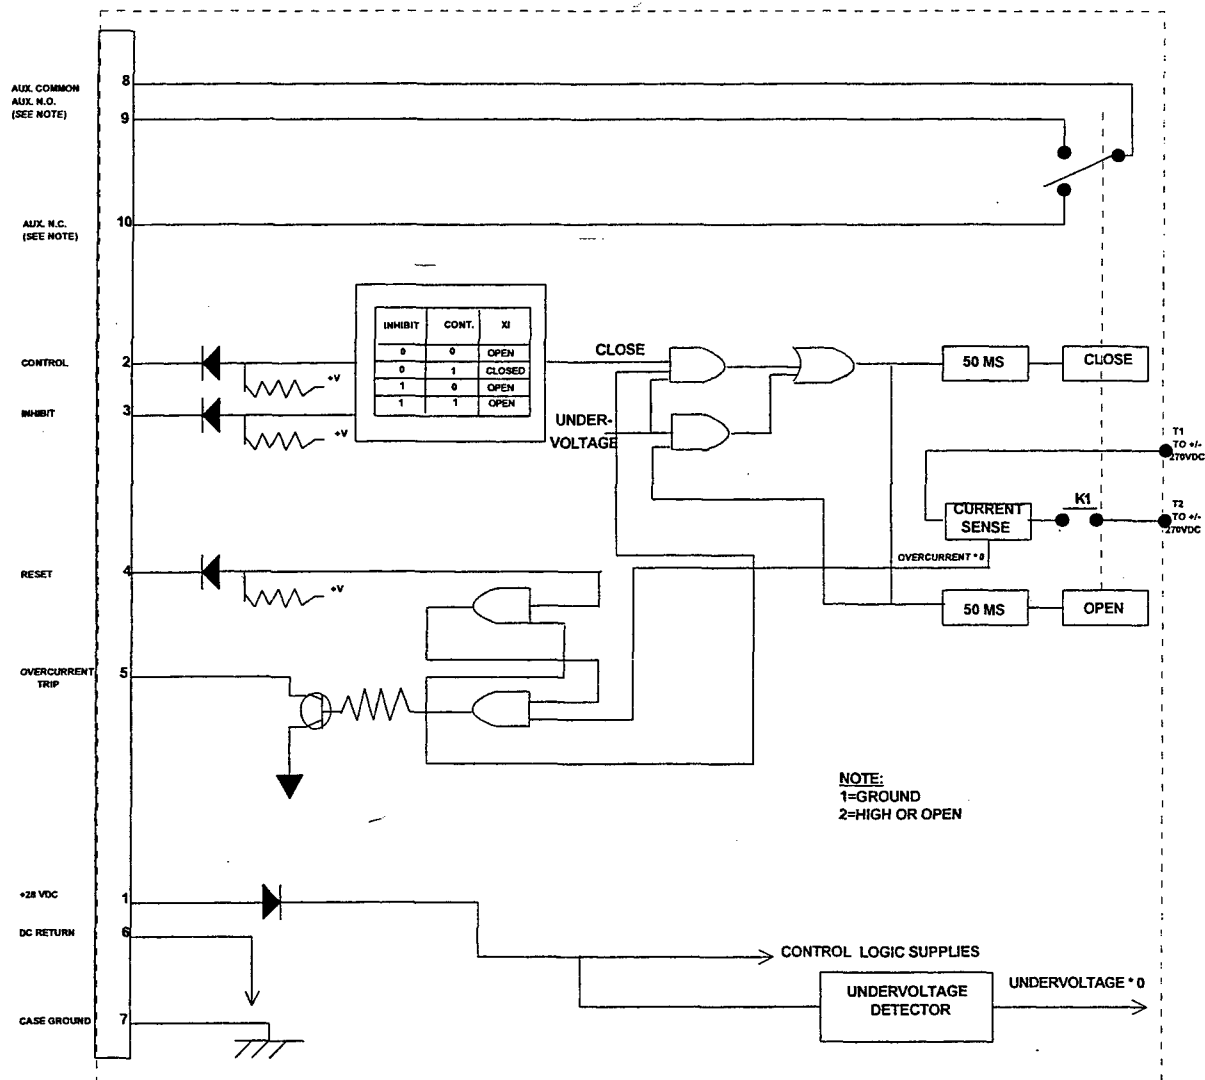 AUX. COMMON
AUX. N.O.
(SEE NOTE)
8
9
AUX. N.C.
(SEE NOTE)
10
CONTROL
2
+V
INHIBIT
3
+V
INHIBIT CONT. XI
0 0 OPEN
0 1 CLOSED
1 0 OPEN
1 1 OPEN
CLOSE
UNDER-
VOLTAGE
50 MS
CLOSE
T1
TO +/-
270VDC
CURRENT
SENSE
K1
T2
TO +/-
270VDC
OVERCURRENT * 0
RESET
4
+V
50 MS
OPEN
OVERCURRENT
TRIP
5
NOTE:
1=GROUND
2=HIGH OR OPEN
+28 VDC
1
DC RETURN
6
CONTROL LOGIC SUPPLIES
UNDERVOLTAGE
DETECTOR
UNDERVOLTAGE * 0
CASE GROUND
7